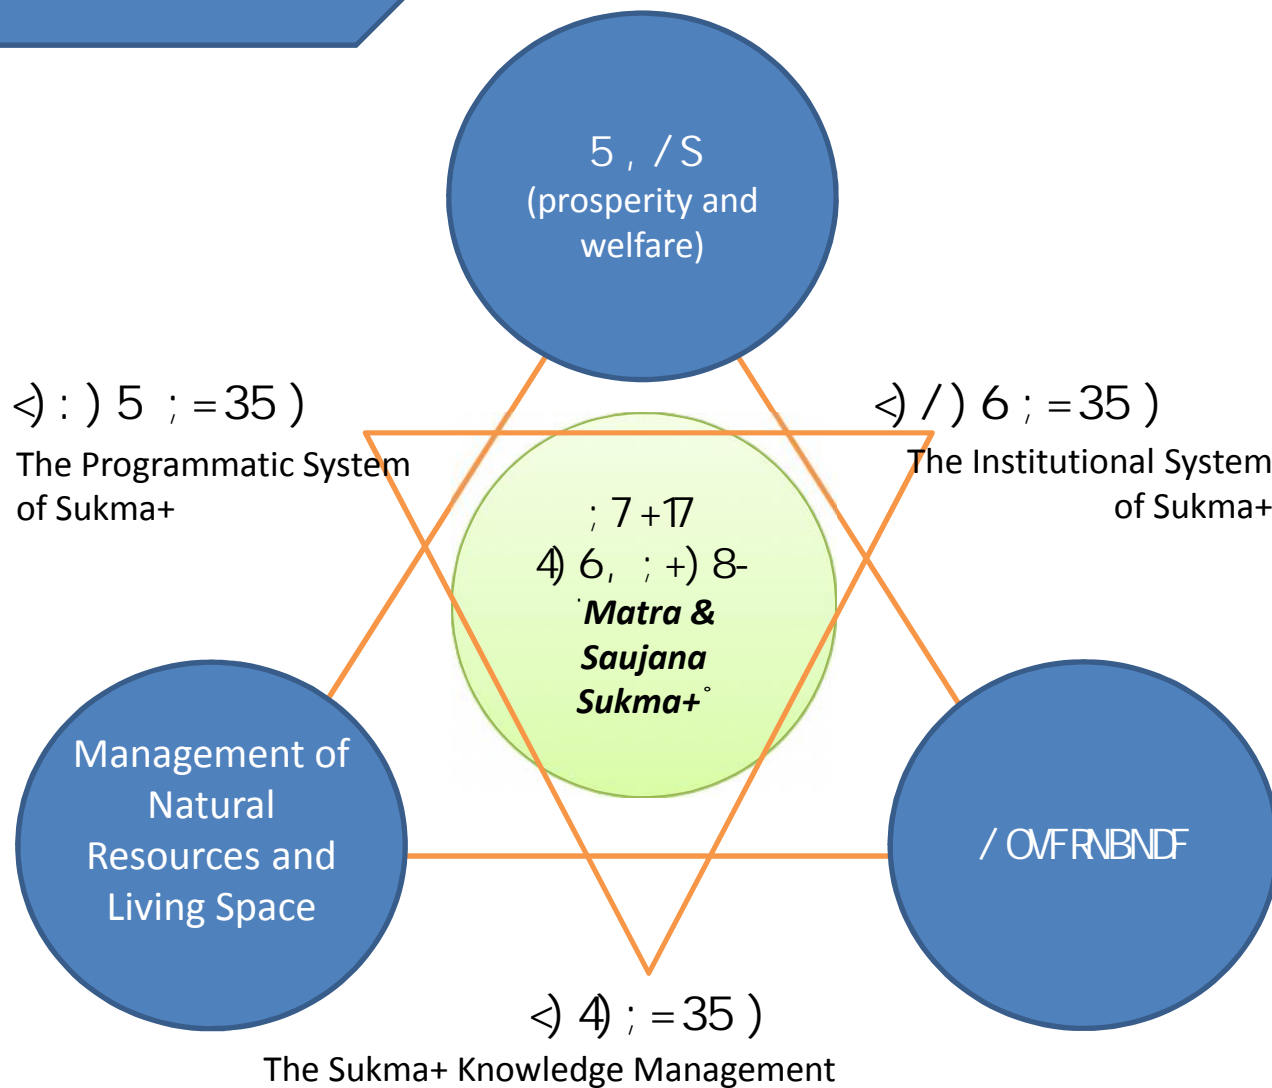 5 , / S
(prosperity and
welfare)
<) : ) 5 ; = 35 )
The Programmatic System
of Sukma+
<) / ) 6 ; = 35 )
The Institutional System
of Sukma+
; 7 +17
4) 6, ; +) 8-
Matra &
Saujana
Sukma+
Management of
Natural
Resources and
Living Space
/ OVF RNBNDF
<) 4) ; = 35 )
The Sukma+ Knowledge Management